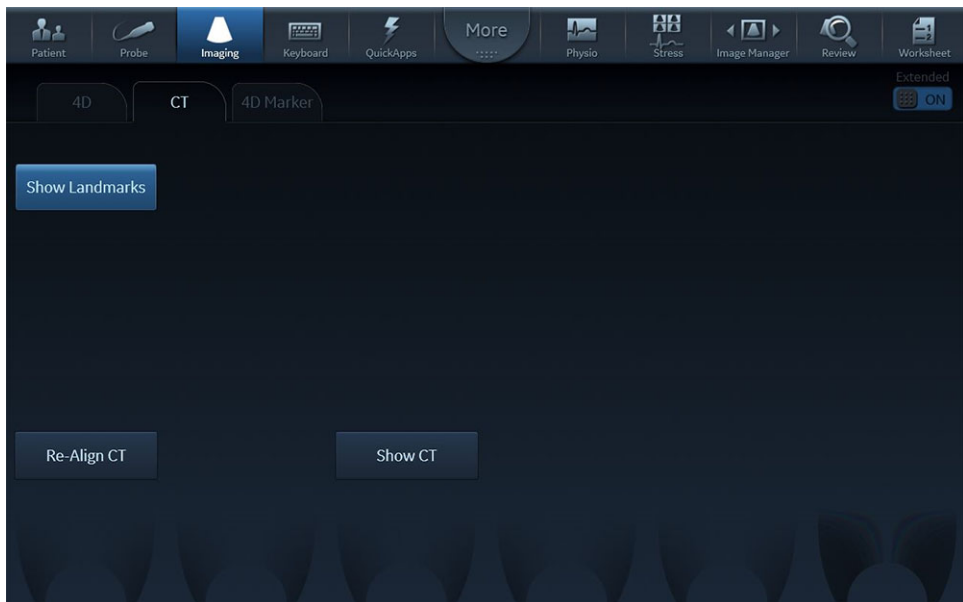 Patient
Probe
Imaging
Keyboard
QuickApps
More
Physio
Stress
Image Manager
Review
Worksheet
4D
CT
4D Marker
Extended
ON
Show Landmarks
Re-Align CT
Show CT